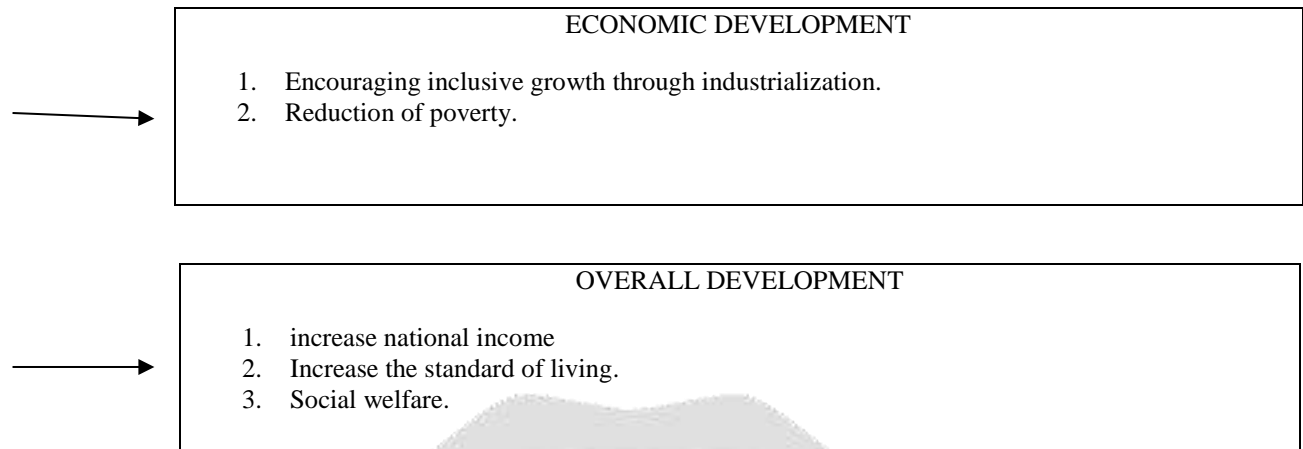 ECONOMIC DEVELOPMENT
1. Encouraging inclusive growth through industrialization.
2. Reduction of poverty.
OVERALL DEVELOPMENT
1. increase national income
2. Increase the standard of living.
3. Social welfare.